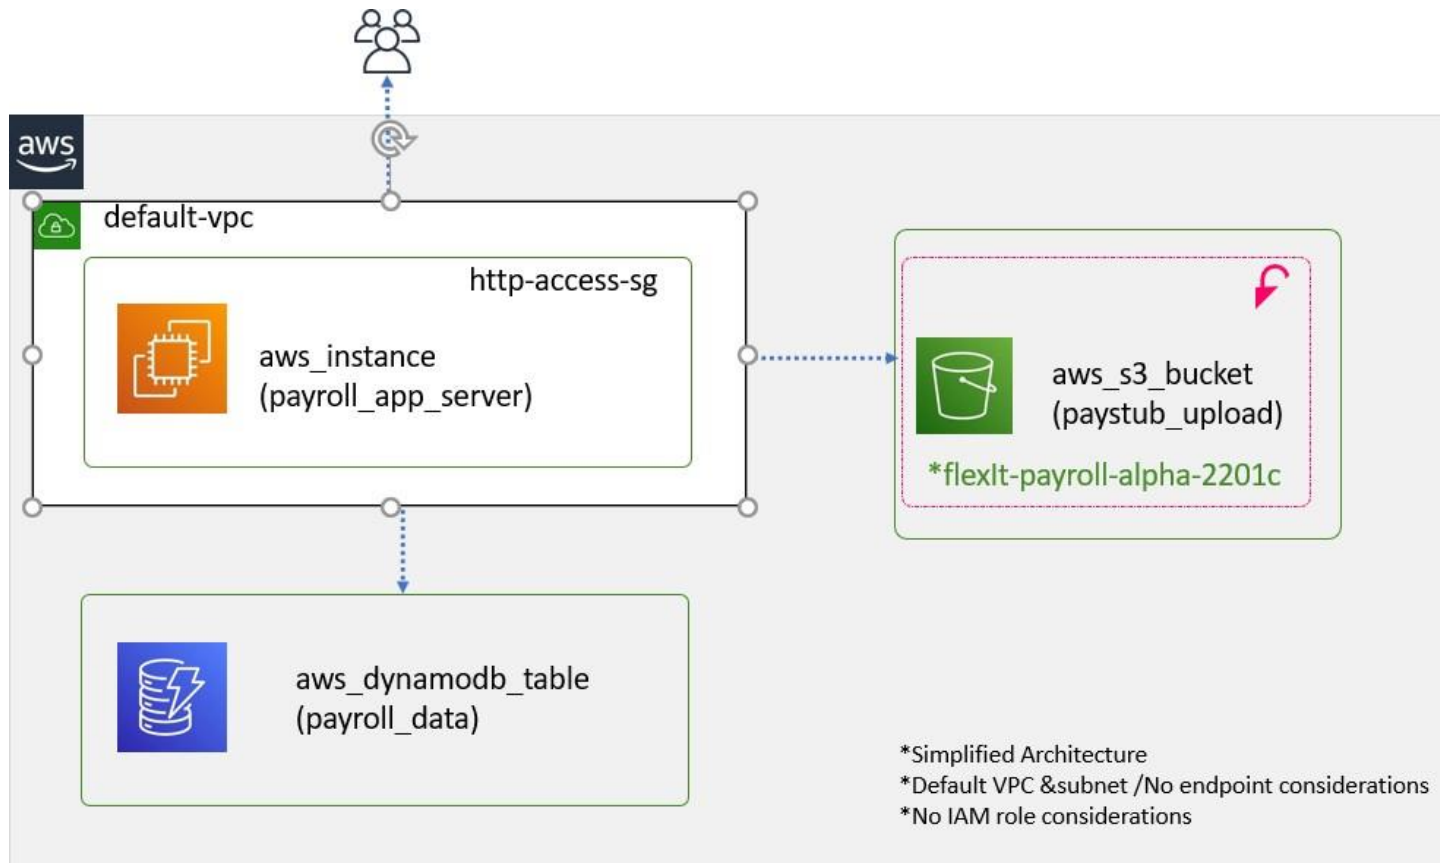 aws
default-vpc
http-access-sg
aws_instance
(payroll_app_server)
aws_s3_bucket
(paystub_upload)
*flexIt-payroll-alpha-2201c
aws_dynamodb_table
(payroll_data)
*Simplified Architecture
*Default VPC &subnet /No endpoint considerations
*No IAM role considerations